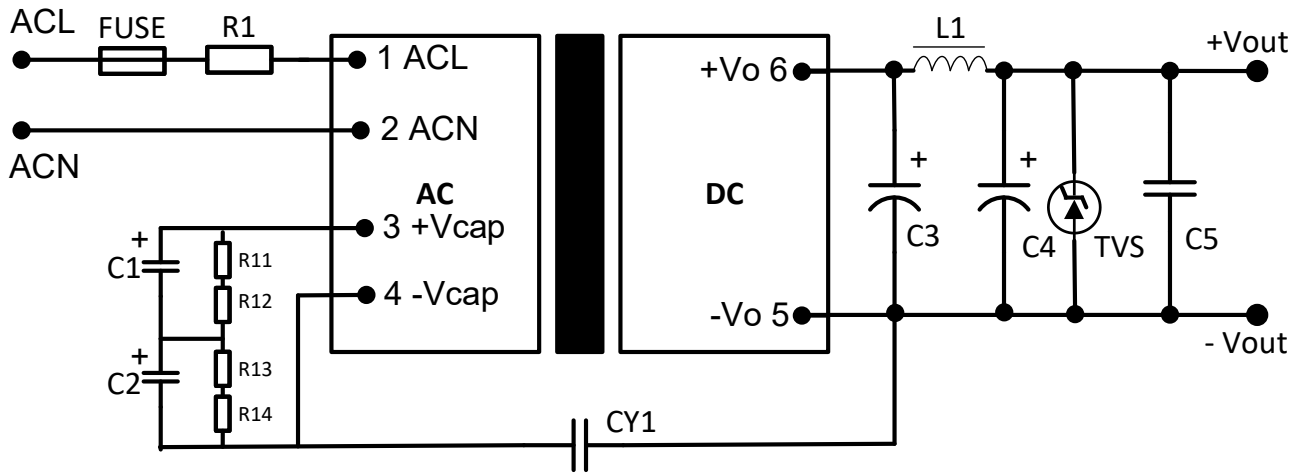 ACL FUSE R1 L1
+Vout
1 ACL
+Vo 6
2 ACN
ACN
+ +
AC DC
3 +Vcap
+
C1 R11
C3 C4 TVS C5
R12
4 -Vcap
-Vo 5
+
R13
C2
- Vout
R14
CY1